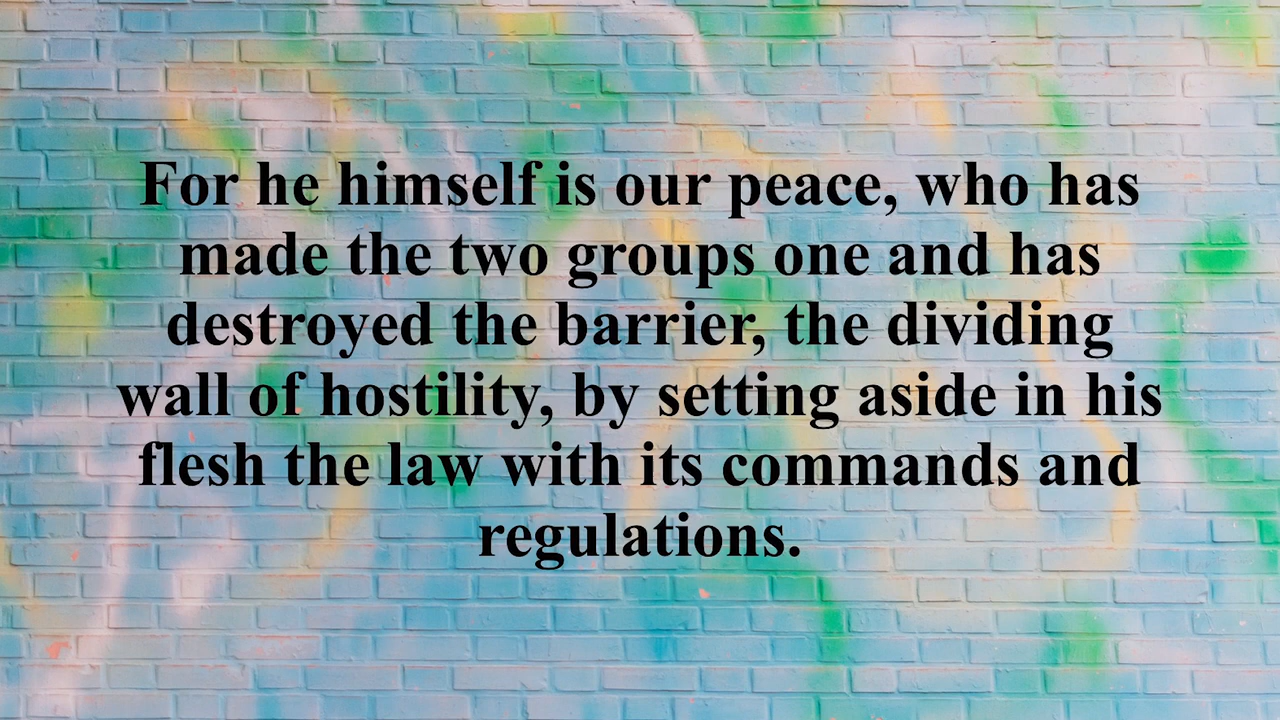 For he himself is our peace, who has
made the two groups one and has
destroyed the barrier, the dividing
wall of hostility, by setting aside in his
flesh the law with its commands and
regulations.